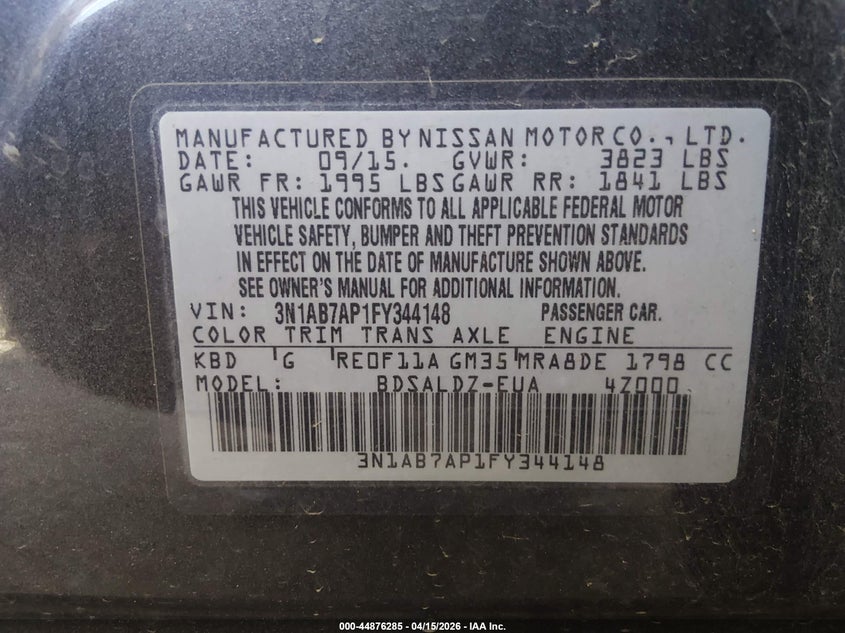 MANUFACTURED BY NISSAN MOTOR CO., LTD.
DATE: 09/15. GVWR: 3823 LBS
GAWR FR: 1995 LBS GAWR RR: 1841 LBS
THIS VEHICLE CONFORMS TO ALL APPLICABLE FEDERAL MOTOR
VEHICLE SAFETY, BUMPER AND THEFT PREVENTION STANDARDS
IN EFFECT ON THE DATE OF MANUFACTURE SHOWN ABOVE.
SEE OWNER'S MANUAL FOR ADDITIONAL INFORMATION.
VIN: 3N1AB7AP1FY344148 PASSENGER CAR.
COLOR TRIM TRANS AXLE ENGINE
KBD G RE0F11A GM35 MRA8DE 1798 CC
MODEL: BDSALDZ-EUA 4Z000
3N1AB7AP1FY344148
000-44876285 - 04/15/2026 - IAA Inc.